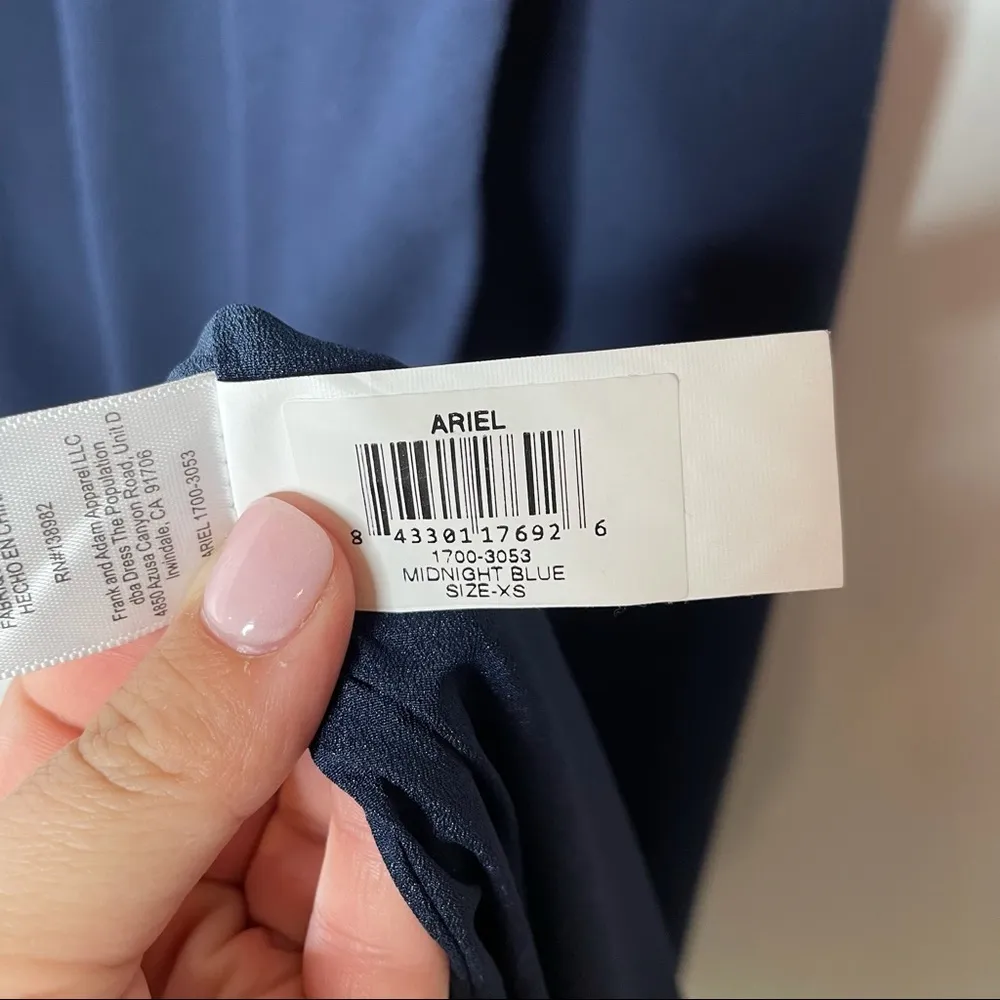 HECHO EN
RN#138982
Frank and Adam Apparel LLC
dba Dress The Population
4850 Azusa Canyon Road, Unit D
Irwindale, CA 91706
ARIEL 1700-3053
ARIEL
8 43301 17692 6
1700-3053
MIDNIGHT BLUE
SIZE-XS